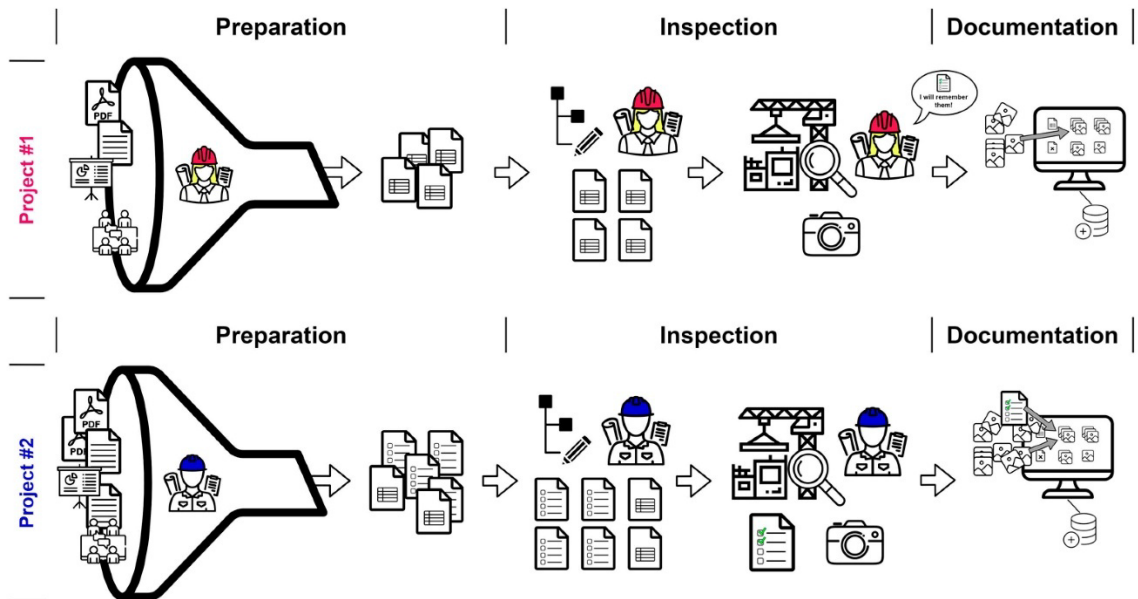 Preparation
Inspection
Documentation
Project #1
PDF
I will remember
them!
Preparation
Inspection
Documentation
Project #2
PDF
PDF